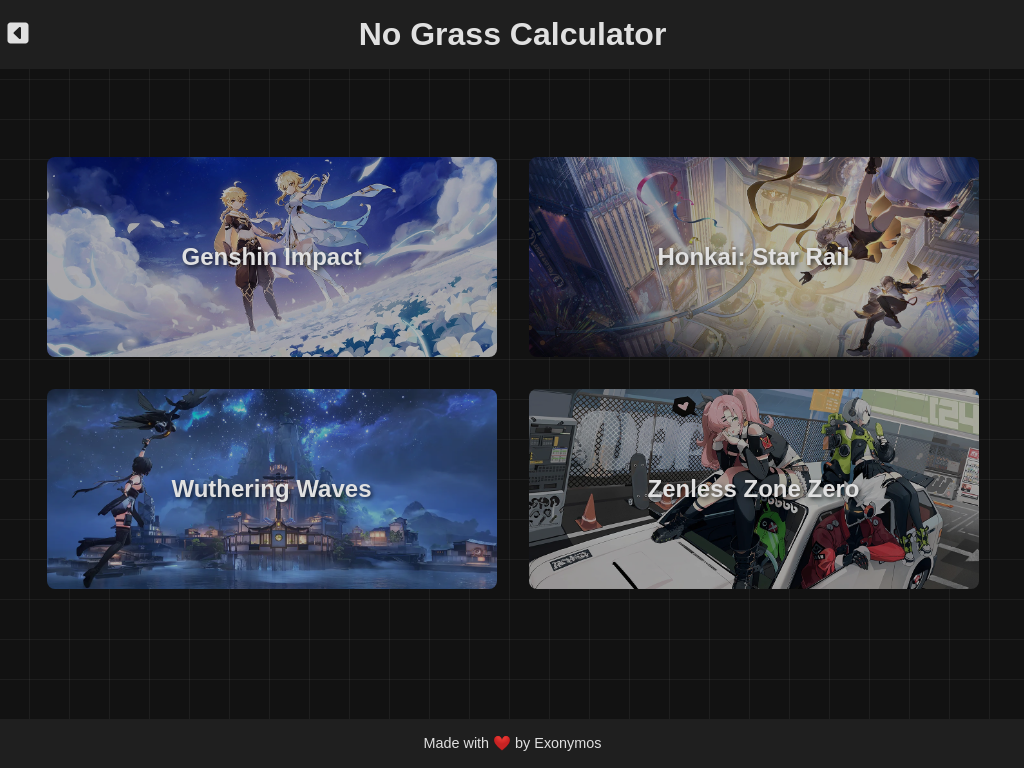 No Grass Calculator
Genshin Impact
Honkai: Star Rail
Wuthering Waves
Zenless Zone Zero
Made with ❤️ by Exonymos